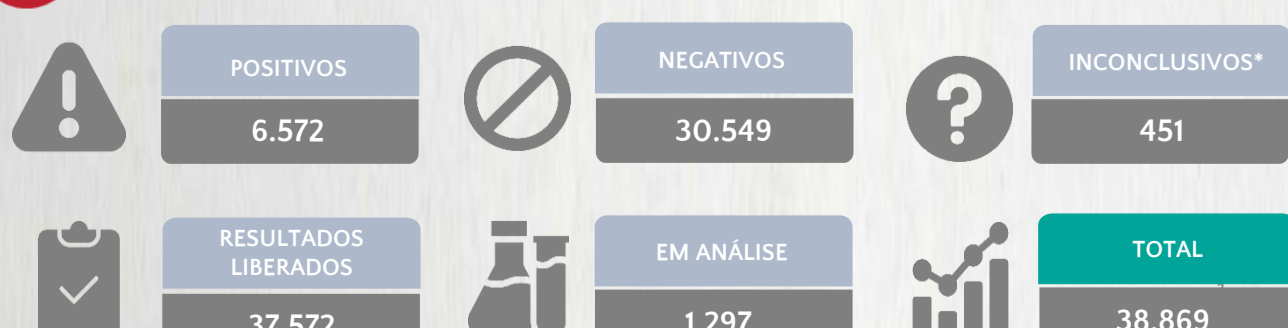 POSITIVOS
6.572
NEGATIVOS
30.549
INCONCLUSIVOS*
451
RESULTADOS
LIBERADOS
37.572
EM ANÁLISE
1.297
TOTAL
38.869